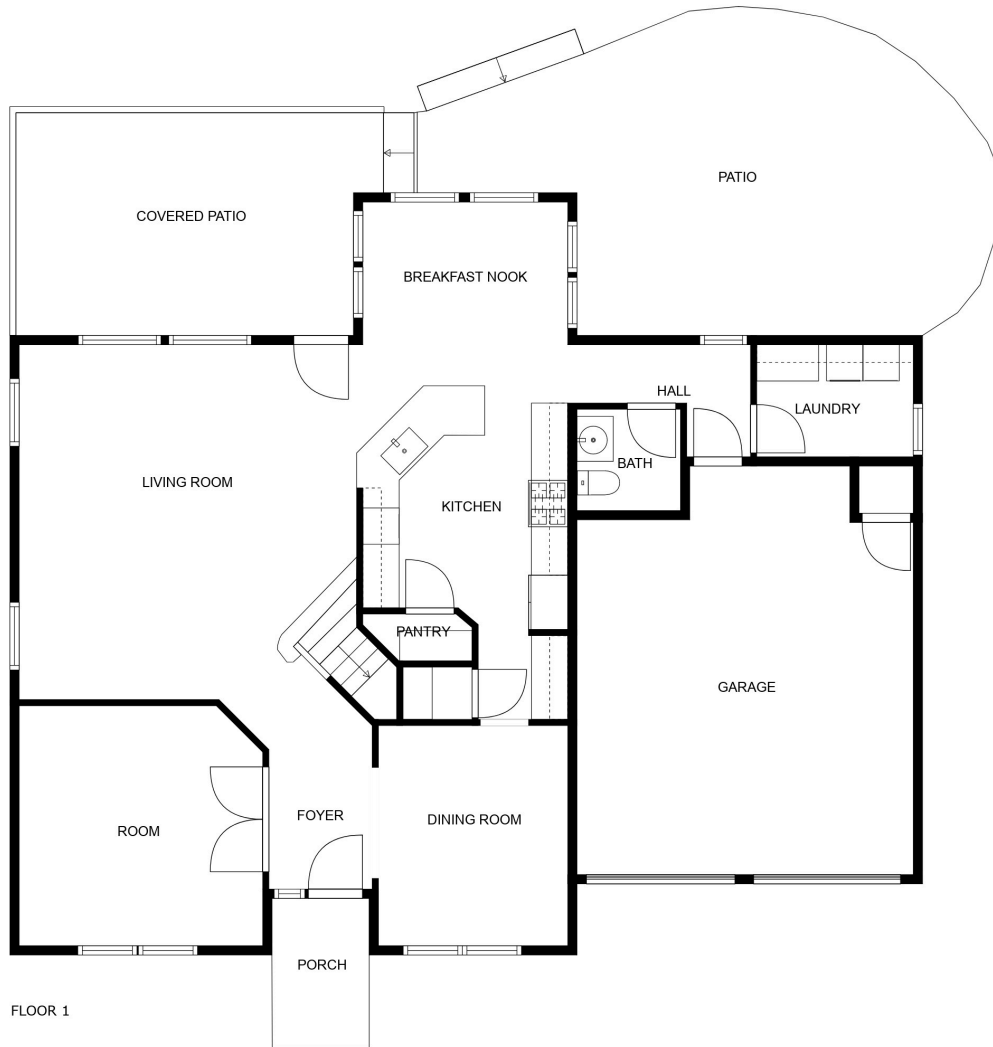 PATIO
COVERED PATIO
BREAKFAST NOOK
HALL
LAUNDRY
BATH
LIVING ROOM
KITCHEN
PANTRY
GARAGE
FOYER
DINING ROOM
ROOM
PORCH
FLOOR 1